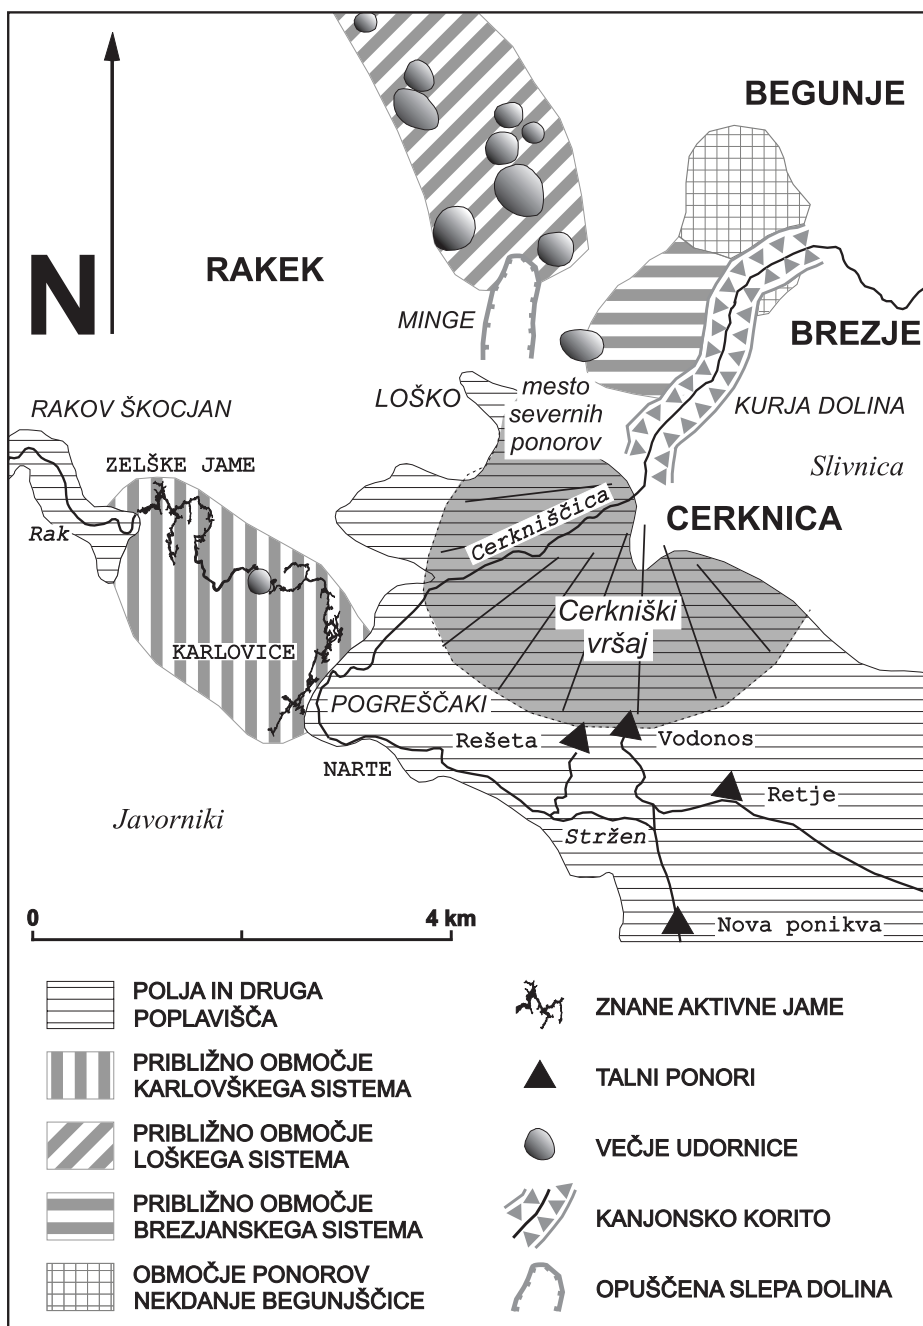 BEGUNJE
N
RAKEK
MINGE
BREZJE
LOŠKO
mesto
severnih
ponorov
RAKOV ŠKOCJAN
KURJA DOLINA
ZELŠKE JAME
Slivnica
Cerkniščica
CERKNICA
Rak
Cerkniški
vršaj
KARLOVICE
POGREŠČAKI
Rešeta
Vodonos
NARTE
Retje
Javorniki
Stržen
Nova ponikva
0
4 km
POLJA IN DRUGA
POPLAVIŠČA
PRIBLIŽNO OBMOČJE
KARLOVŠKEGA SISTEMA
PRIBLIŽNO OBMOČJE
LOŠKEGA SISTEMA
PRIBLIŽNO OBMOČJE
BREZJANSKEGA SISTEMA
OBMOČJE PONOROV
NEKDANJE BEGUNJŠČICE
ZNANE AKTIVNE JAME
TALNI PONORI
VEČJE UDORNICE
KANJONSKO KORITO
OPUŠČENA SLEPA DOLINA